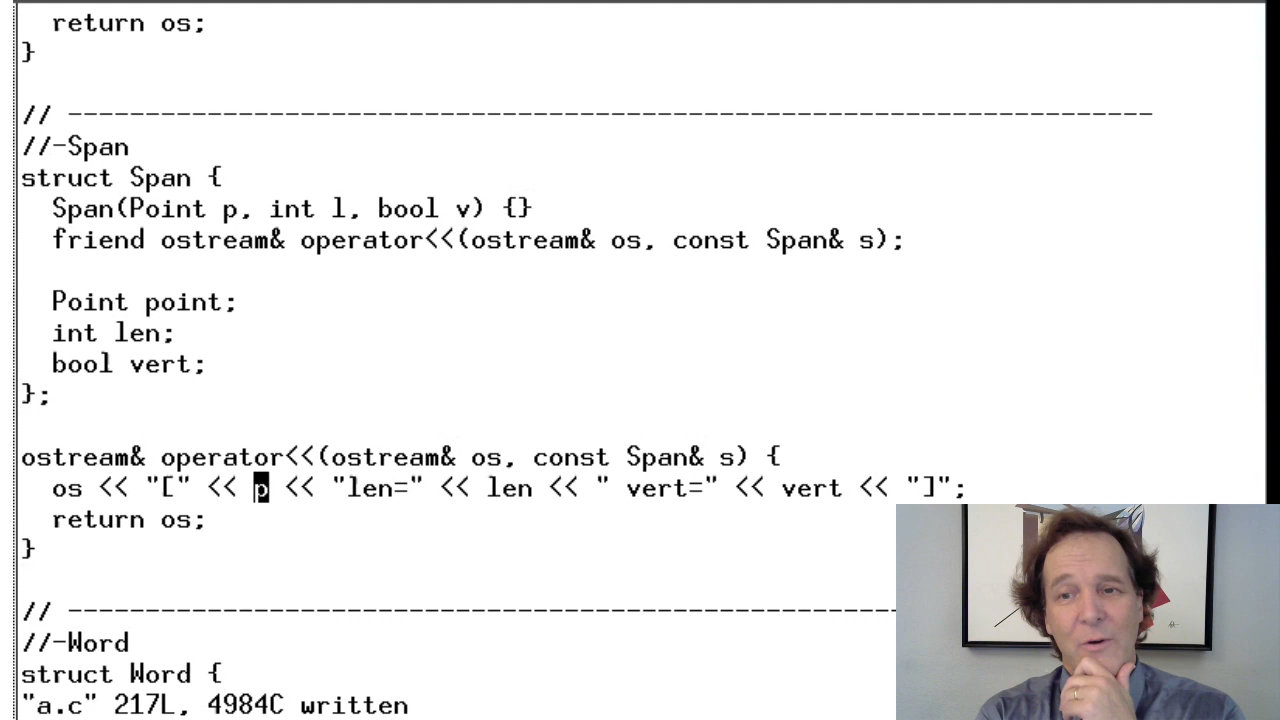 return os;
}

// ----------------------------------------------------------------------
//-Span
struct Span {
  Span(Point p, int l, bool v) {}
  friend ostream& operator<<(ostream& os, const Span& s);

  Point point;
  int len;
  bool vert;
};

ostream& operator<<(ostream& os, const Span& s) {
  os << "[" << p << "len=" << len << " vert=" << vert << "]";
  return os;
}

// --------------------------------------------------------
//-Word
struct Word {
"a.c" 217L, 4984C written